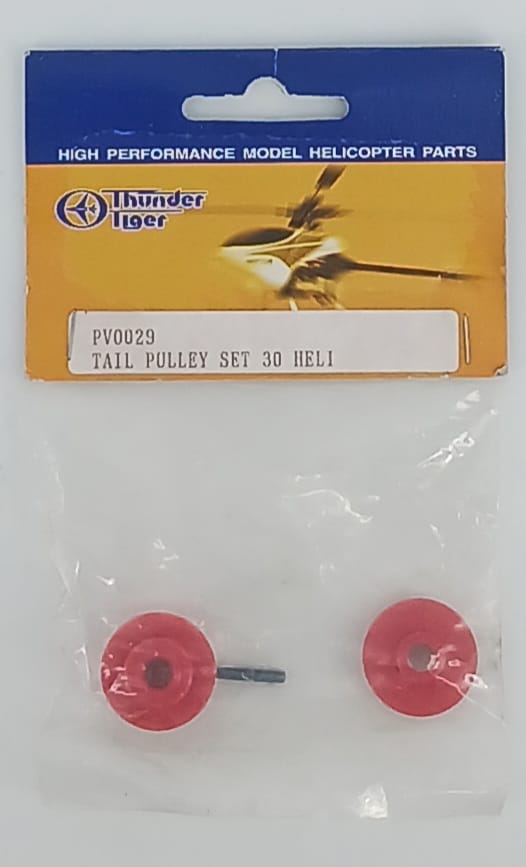 HIGH PERFORMANCE MODEL HELICOPTER PARTS
Thunder
Tiger
PV0029
TAIL PULLEY SET 30 HELI